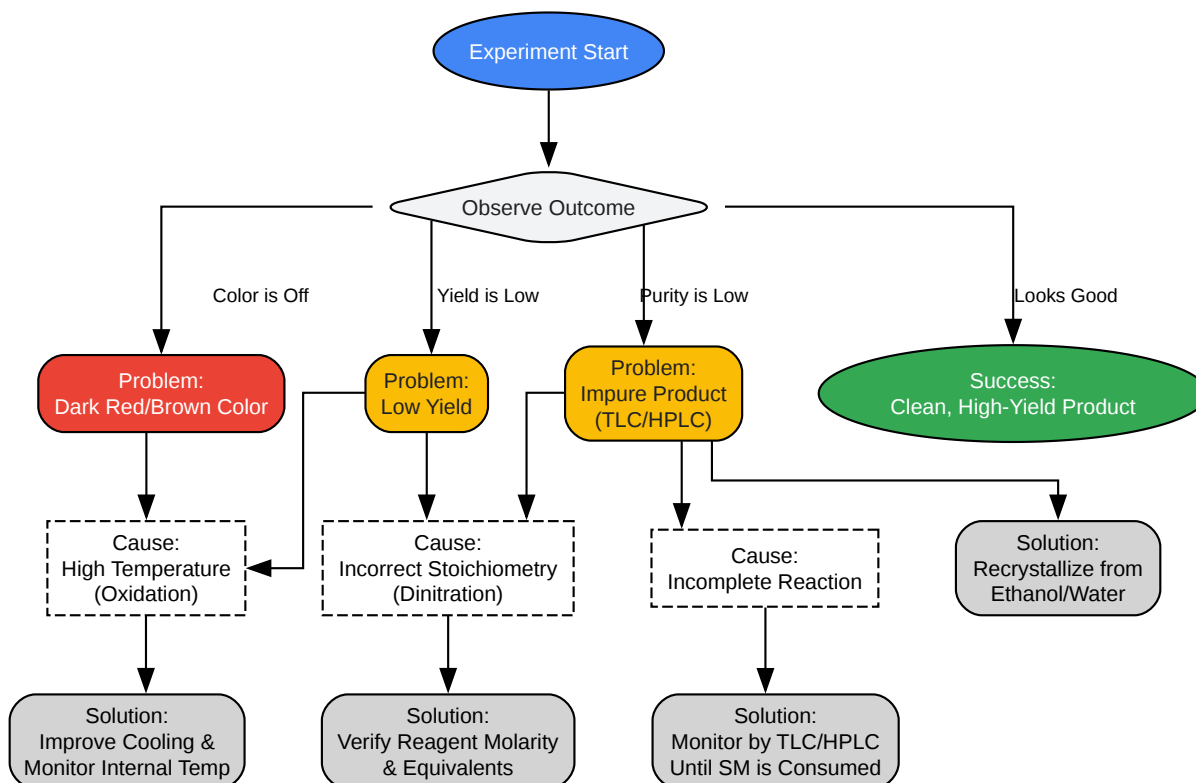 Experiment Start
Observe Outcome
Color is Off
Yield is Low
Purity is Low
Looks Good
Problem:
Dark Red/Brown Color
Problem:
Low Yield
Problem:
Impure Product
(TLC/HPLC)
Success:
Clean, High-Yield Product
Cause:
High Temperature
(Oxidation)
Cause:
Incorrect Stoichiometry
(Dinitration)
Cause:
Incomplete Reaction
Solution:
Recrystallize from
Ethanol/Water
Solution:
Improve Cooling &
Monitor Internal Temp
Solution:
Verify Reagent Molarity
& Equivalents
Solution:
Monitor by TLC/HPLC
Until SM is Consumed